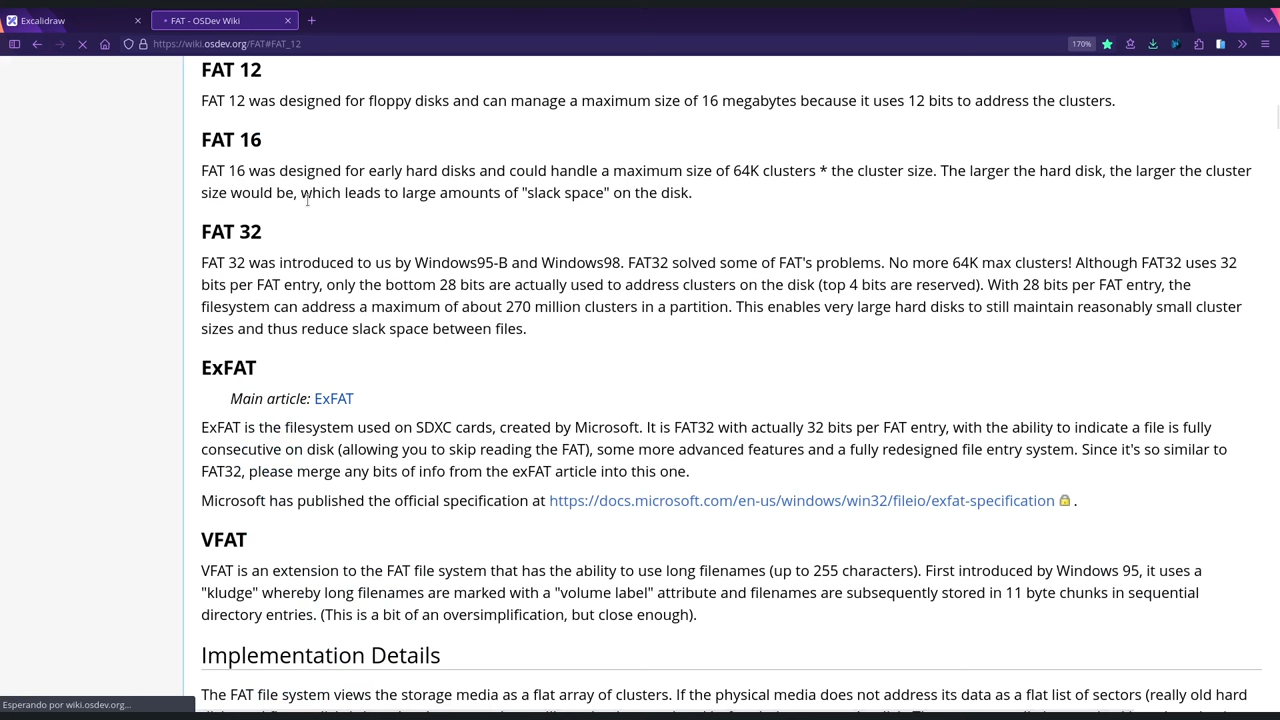 Excalidraw
FAT - OSDev Wiki
https://wiki.osdev.org/FAT#FAT_12
170%
FAT 12
FAT 12 was designed for floppy disks and can manage a maximum size of 16 megabytes because it uses 12 bits to address the clusters.
FAT 16
FAT 16 was designed for early hard disks and could handle a maximum size of 64K clusters * the cluster size. The larger the hard disk, the larger the cluster
size would be, which leads to large amounts of "slack space" on the disk.
FAT 32
FAT 32 was introduced to us by Windows95-B and Windows98. FAT32 solved some of FAT's problems. No more 64K max clusters! Although FAT32 uses 32
bits per FAT entry, only the bottom 28 bits are actually used to address clusters on the disk (top 4 bits are reserved). With 28 bits per FAT entry, the
filesystem can address a maximum of about 270 million clusters in a partition. This enables very large hard disks to still maintain reasonably small cluster
sizes and thus reduce slack space between files.
ExFAT
Main article: ExFAT
ExFAT is the filesystem used on SDXC cards, created by Microsoft. It is FAT32 with actually 32 bits per FAT entry, with the ability to indicate a file is fully
consecutive on disk (allowing you to skip reading the FAT), some more advanced features and a fully redesigned file entry system. Since it's so similar to
FAT32, please merge any bits of info from the exFAT article into this one.
Microsoft has published the official specification at https://docs.microsoft.com/en-us/windows/win32/fileio/exfat-specification .
VFAT
VFAT is an extension to the FAT file system that has the ability to use long filenames (up to 255 characters). First introduced by Windows 95, it uses a
"kludge" whereby long filenames are marked with a "volume label" attribute and filenames are subsequently stored in 11 byte chunks in sequential
directory entries. (This is a bit of an oversimplification, but close enough).
Implementation Details
The FAT file system views the storage media as a flat array of clusters. If the physical media does not address its data as a flat list of sectors (really old hard
Esperando por wiki.osdev.org...